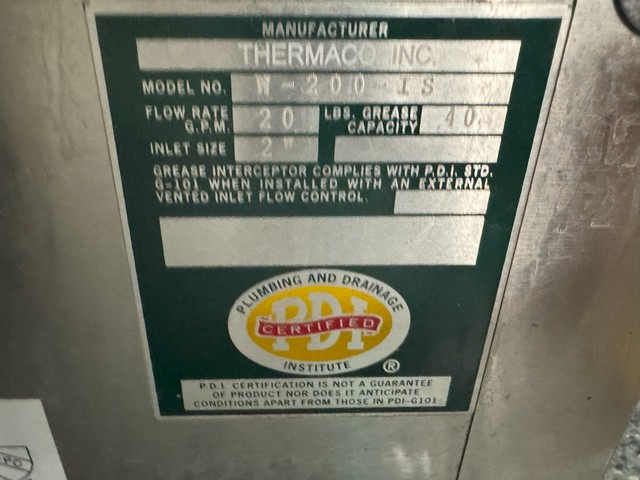 MANUFACTURER
THERMACO INC.
MODEL NO. W-200-IS
FLOW RATE G.P.M. 20 LBS. GREASE CAPACITY 40
INLET SIZE 2"
GREASE INTERCEPTOR COMPLIES WITH P.D.I. STD.
G-101 WHEN INSTALLED WITH AN EXTERNAL
VENTED INLET FLOW CONTROL.
PLUMBING AND DRAINAGE
PDI
CERTIFIED
INSTITUTE ®
P.D.I. CERTIFICATION IS NOT A GUARANTEE
OF PRODUCT NOR DOES IT ANTICIPATE
CONDITIONS APART FROM THOSE IN PDI-G101